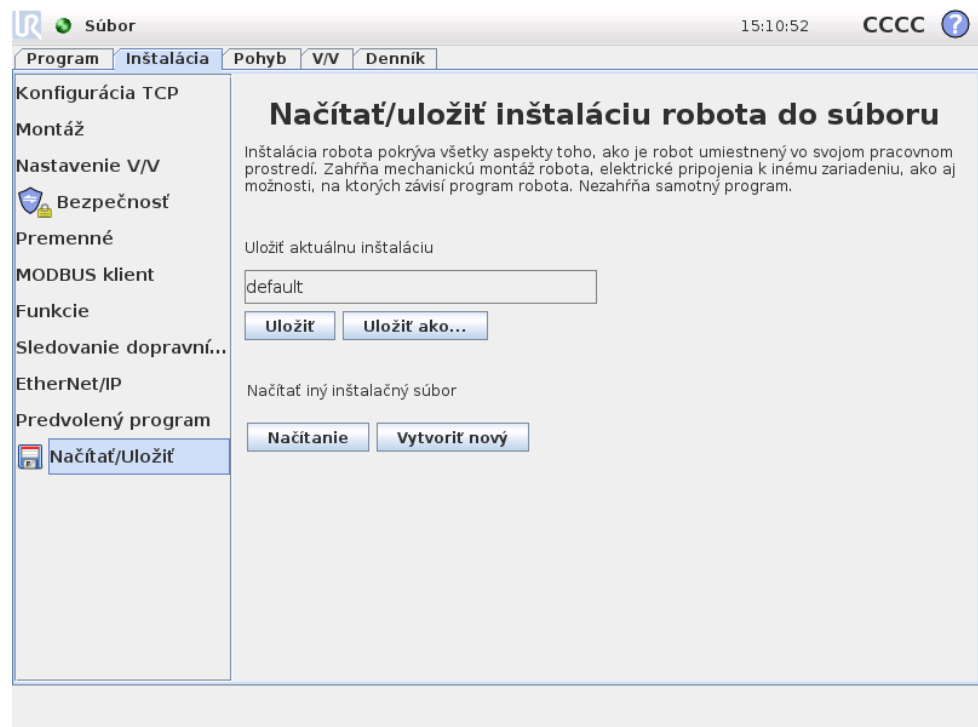 UR Súbor 15:10:52 CCCC ?
Program Inštalácia Pohyb V/V Denník
Konfigurácia TCP
Montáž
Nastavenie V/V
Bezpečnosť
Premenné
MODBUS klient
Funkcie
Sledovanie dopravní...
EtherNet/IP
Predvolený program
Načítať/Uložiť
Načítať/uložiť inštaláciu robota do súboru
Inštalácia robota pokrýva všetky aspekty toho, ako je robot umiestnený vo svojom pracovnom
prostredí. Zahŕňa mechanickú montáž robota, elektrické pripojenia k inému zariadeniu, ako aj
možnosti, na ktorých závisí program robota. Nezahŕňa samotný program.
Uložiť aktuálnu inštaláciu
default
Uložiť Uložiť ako...
Načítať iný inštalačný súbor
Načítanie Vytvoriť nový